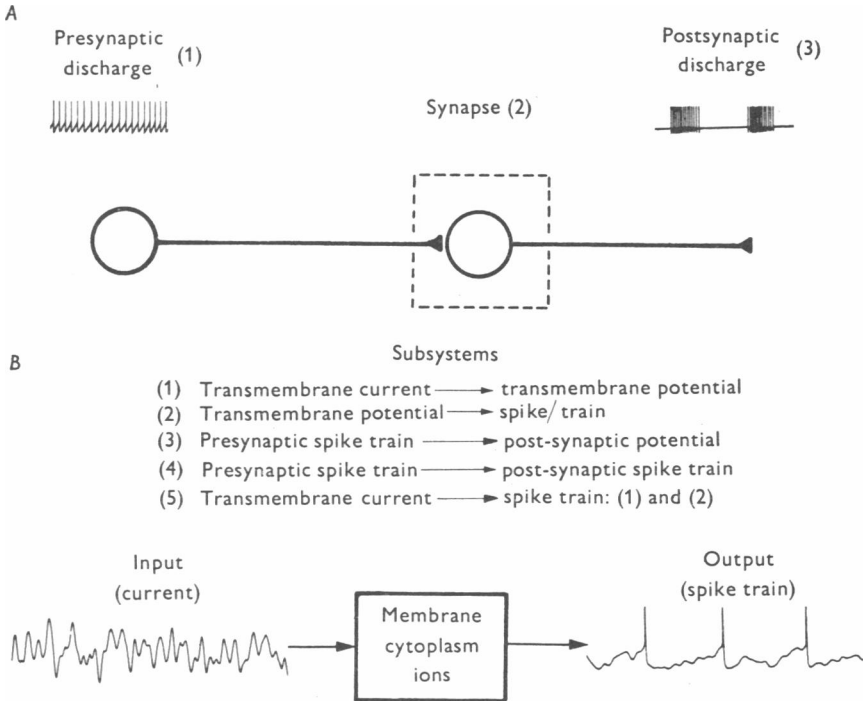 A
Presynaptic
discharge (1)
Postsynaptic
discharge (3)
Synapse (2)
B
Subsystems
(1) Transmembrane current → transmembrane potential
(2) Transmembrane potential → spike/train
(3) Presynaptic spike train → post-synaptic potential
(4) Presynaptic spike train → post-synaptic spike train
(5) Transmembrane current → spike train: (1) and (2)
Input
(current)
Membrane
cytoplasm
ions
Output
(spike train)